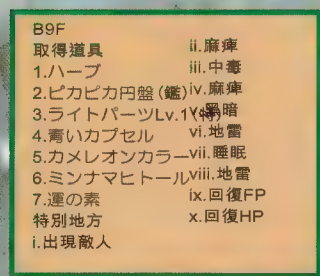 B9F
取得道具
1.ハーブ
2.ピカピカ円盤(鑑)
3.ライトパーツLv.1(特)
4.青いカプセル
5.カメレオンカラー
6.ミンナマヒトール
7.運の素
特別地方
i.出現敵人
ii.麻痺
iii.中毒
iv.麻痺
v.黑暗
vi.地雷
vii.睡眠
viii.地雷
ix.回復FP
x.回復HP